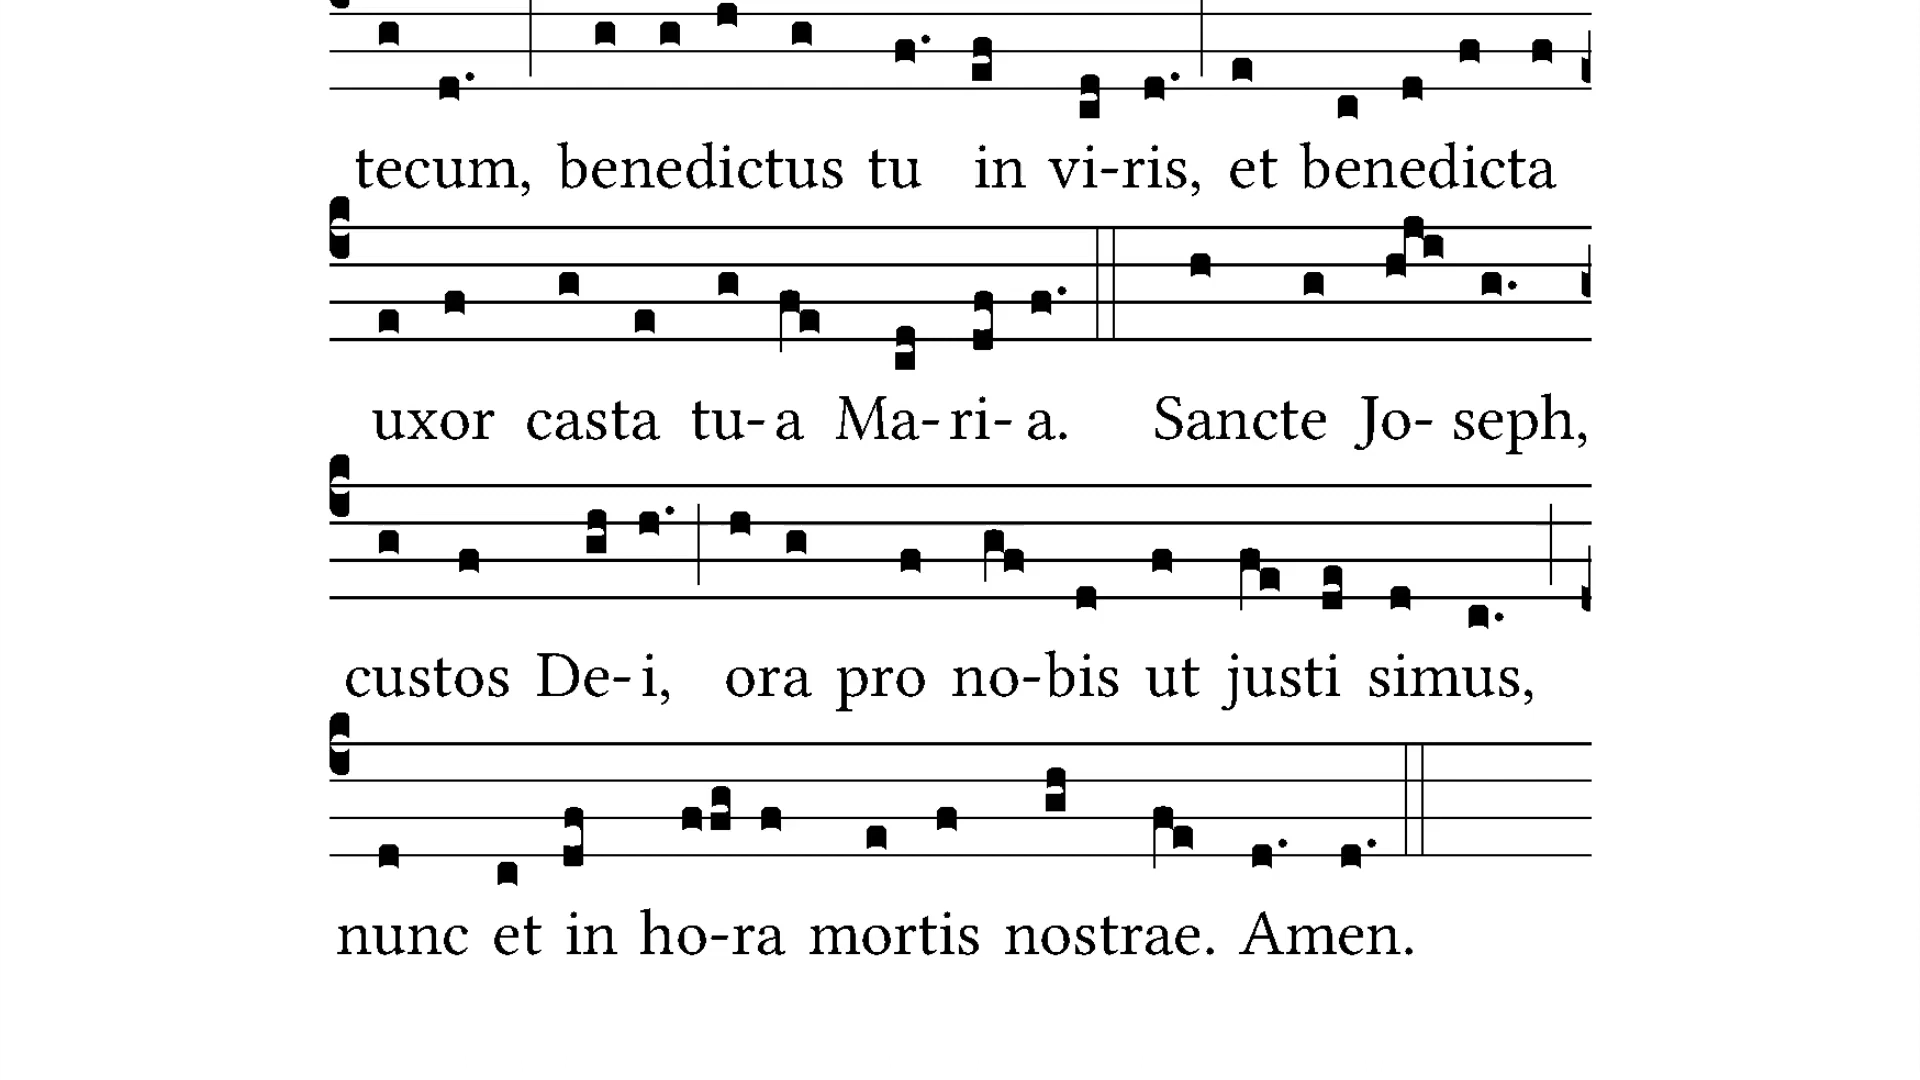 tecum, benedictus tu in vi-ris, et benedicta
uxor casta tu-a Ma-ri-a. Sancte Jo-seph,
custos De-i, ora pro no-bis ut justi simus,
nunc et in ho-ra mortis nostrae. Amen.